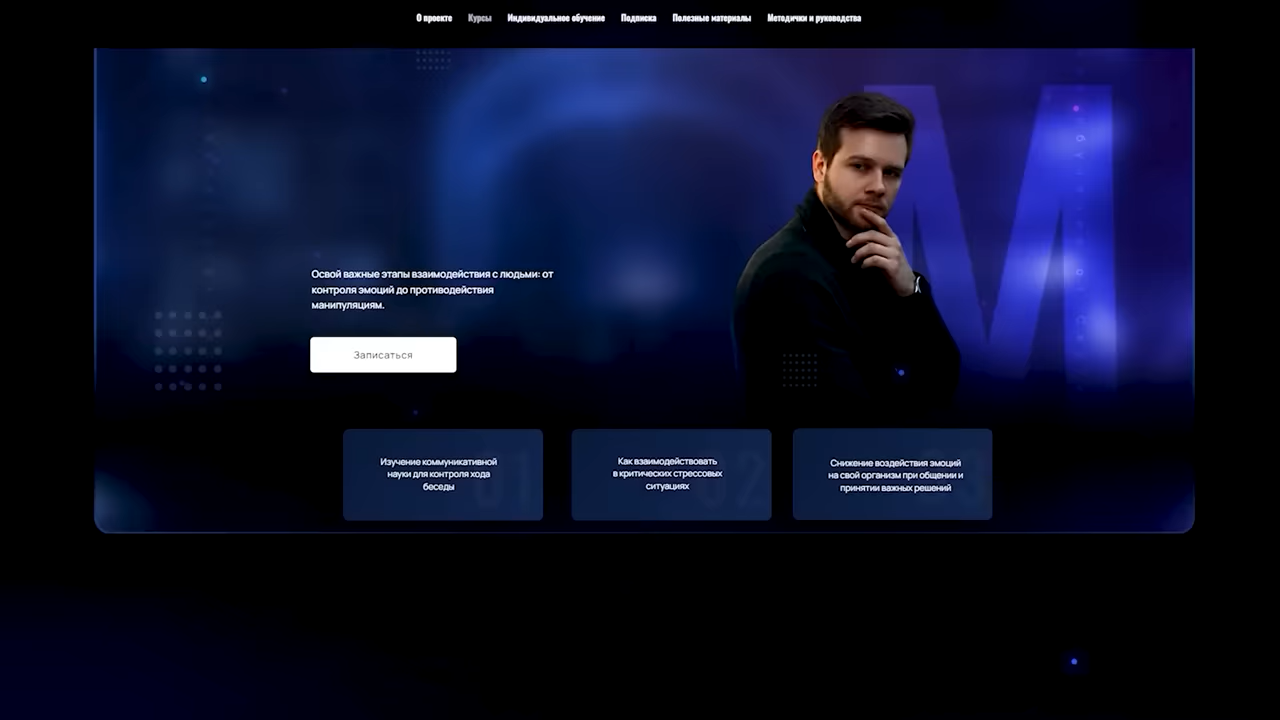 О проекте Курсы Индивидуальное обучение Подписка Полезные материалы Методички и руководства
M
Освой важные этапы взаимодействия с людьми: от
контроля эмоций до противодействия
манипуляциям.
Записаться
Изучение коммуникативной
науки для контроля хода
беседы
01
Как взаимодействовать
в критических стрессовых
ситуациях
02
Снижение воздействия эмоций
на свой организм при общении и
принятии важных решений